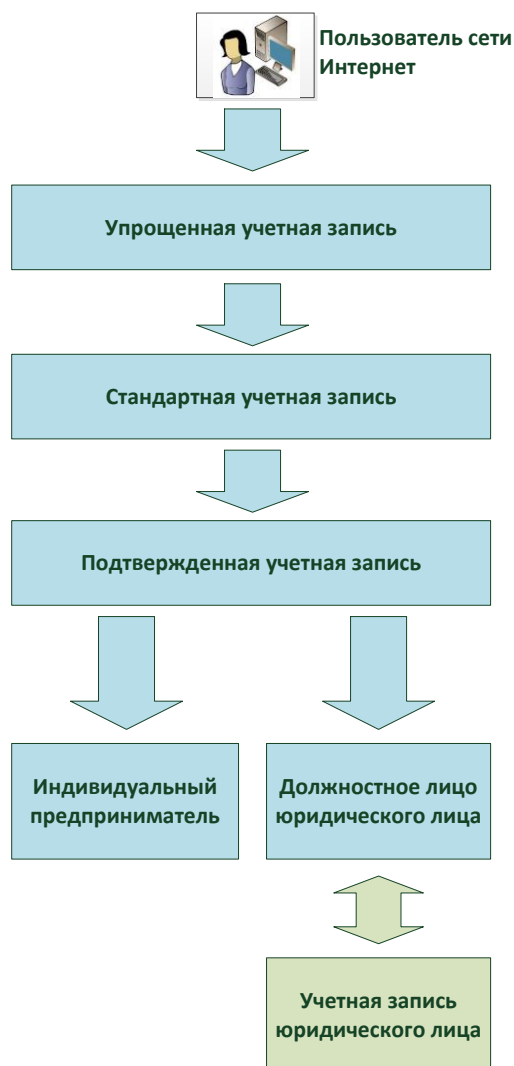 Пользователь сети
Интернет
Упрощенная учетная запись
Стандартная учетная запись
Подтвержденная учетная запись
Индивидуальный
предприниматель
Должностное лицо
юридического лица
Учетная запись
юридического лица